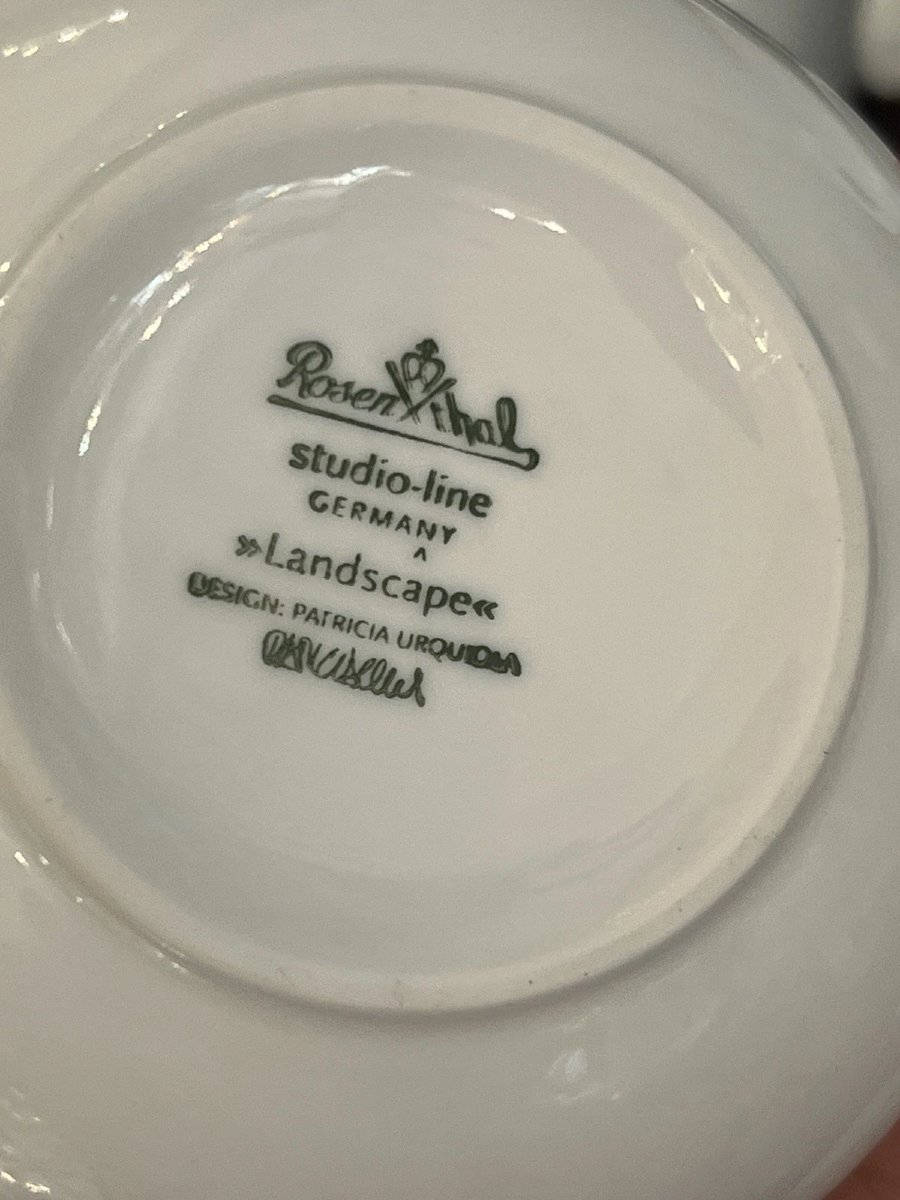 Rosenthal
studio-line
GERMANY
^
»Landscape«
DESIGN: PATRICIA URQUIOLA